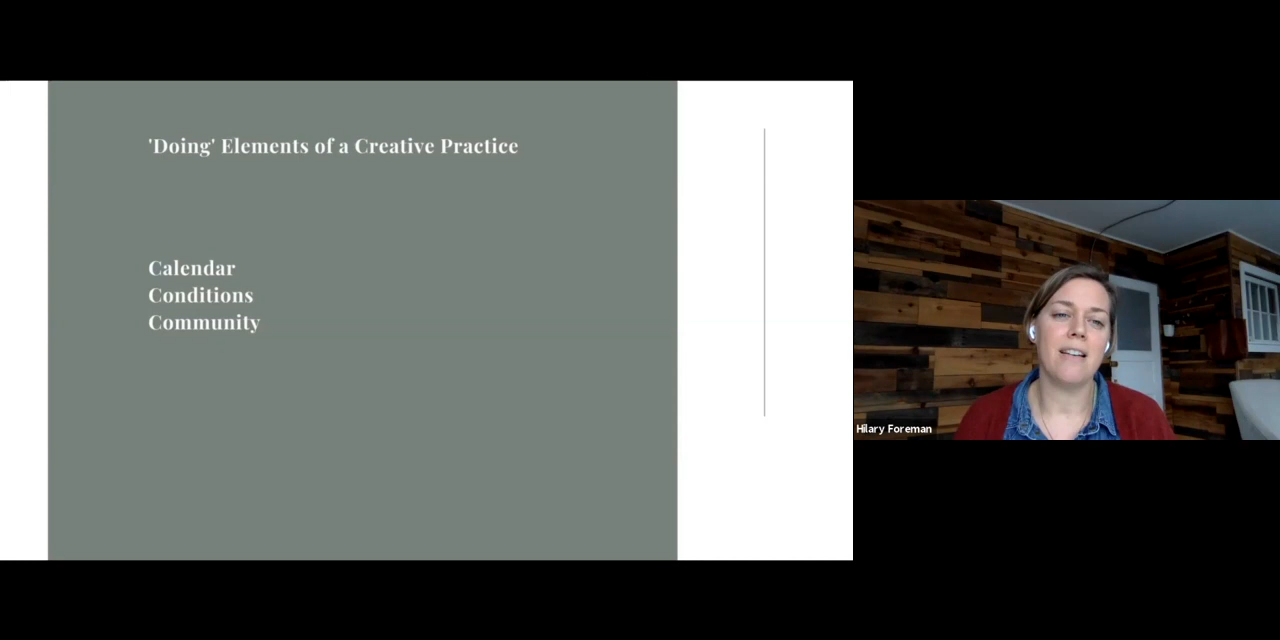 'Doing' Elements of a Creative Practice
Calendar
Conditions
Community
Hilary Foreman